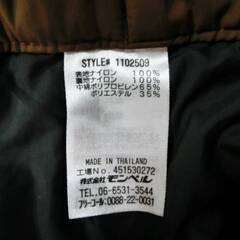 STYLE# 1102509
表地ナイロン 100%
裏地ナイロン 100%
中綿ポリプロピレン65%
ポリエステル 35%
MADE IN THAILAND
工場No.451530272
株式会社モンベル
TEL 06-6531-3544
フリーコール:0088-22-0031